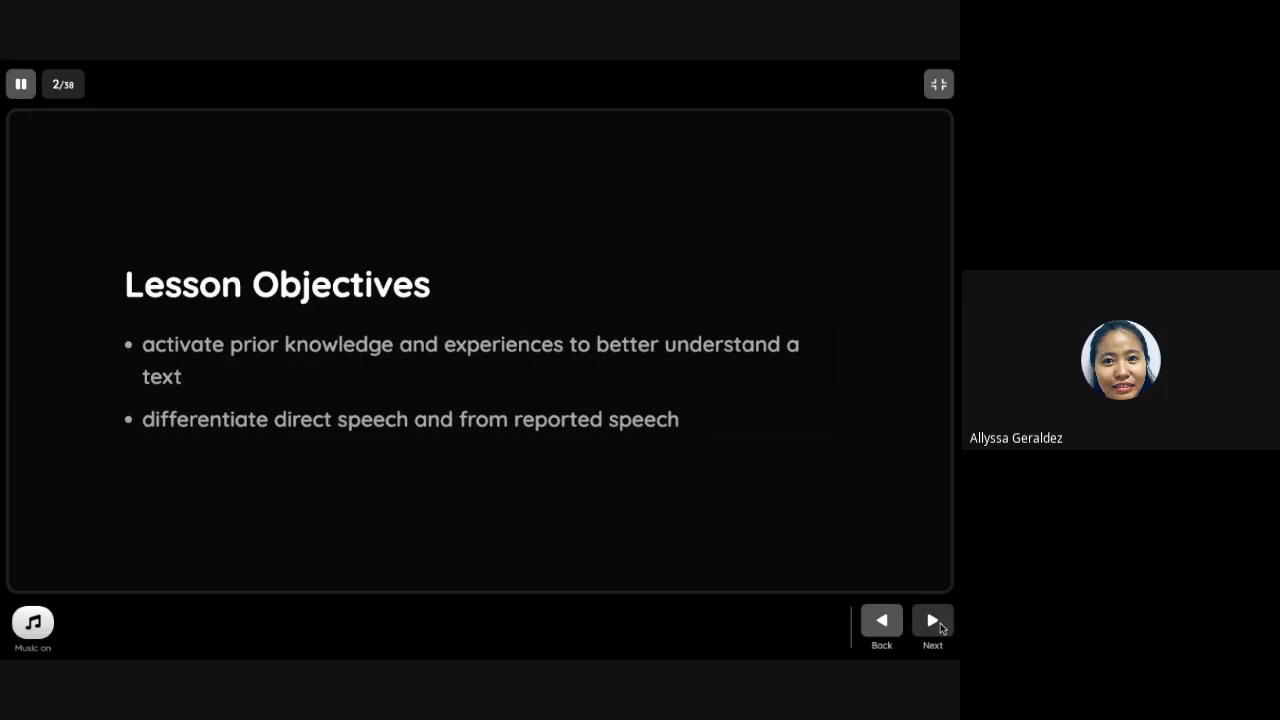 2/38
Lesson Objectives
• activate prior knowledge and experiences to better understand a
text
• differentiate direct speech and from reported speech
Allyssa Geraldez
Music on
Back
Next